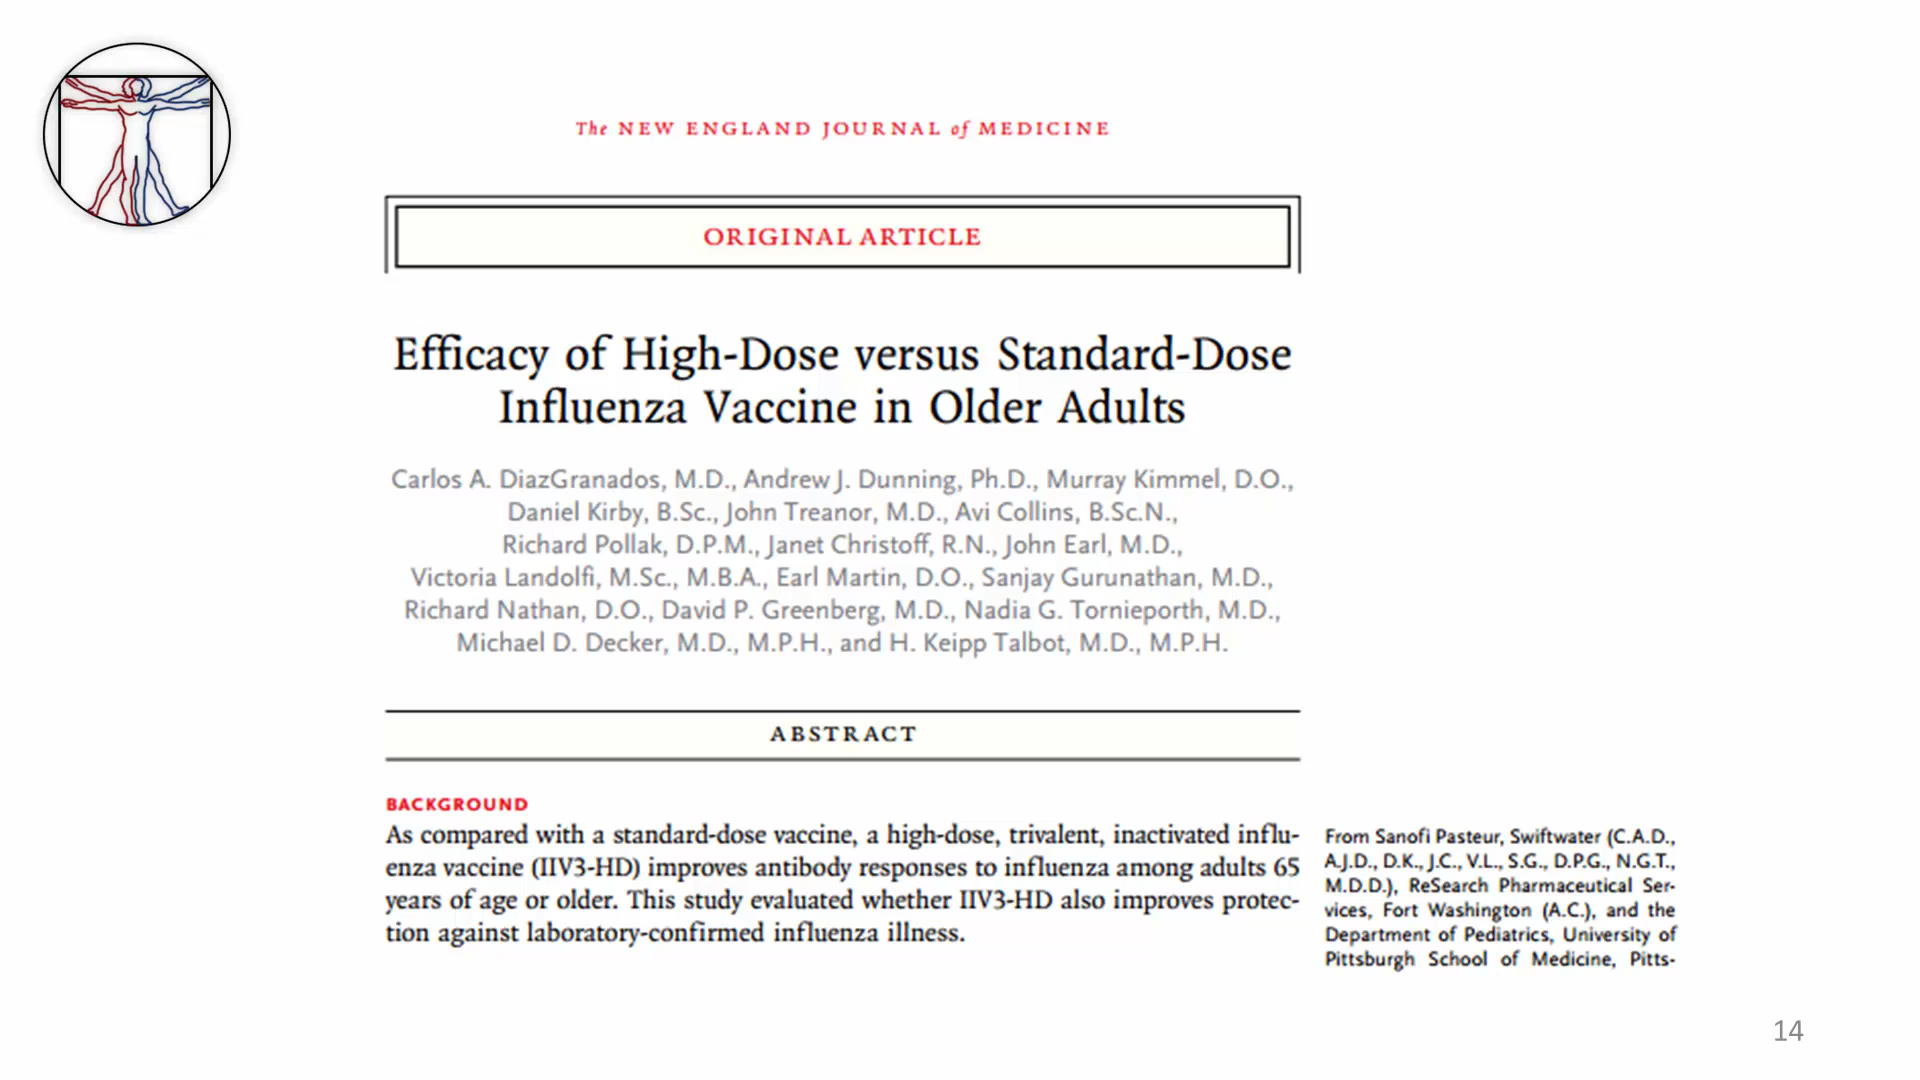 The NEW ENGLAND JOURNAL of MEDICINE
ORIGINAL ARTICLE
Efficacy of High-Dose versus Standard-Dose
Influenza Vaccine in Older Adults
Carlos A. DiazGranados, M.D., Andrew J. Dunning, Ph.D., Murray Kimmel, D.O.,
Daniel Kirby, B.Sc., John Treanor, M.D., Avi Collins, B.Sc.N.,
Richard Pollak, D.P.M., Janet Christoff, R.N., John Earl, M.D.,
Victoria Landolfi, M.Sc., M.B.A., Earl Martin, D.O., Sanjay Gurunathan, M.D.,
Richard Nathan, D.O., David P. Greenberg, M.D., Nadia G. Tornieporth, M.D.,
Michael D. Decker, M.D., M.P.H., and H. Keipp Talbot, M.D., M.P.H.
ABSTRACT
BACKGROUND
As compared with a standard-dose vaccine, a high-dose, trivalent, inactivated influ-
enza vaccine (IIV3-HD) improves antibody responses to influenza among adults 65
years of age or older. This study evaluated whether IIV3-HD also improves protec-
tion against laboratory-confirmed influenza illness.
From Sanofi Pasteur, Swiftwater (C.A.D.,
A.J.D., D.K., J.C., V.L., S.G., D.P.G., N.G.T.,
M.D.D.), ReSearch Pharmaceutical Ser-
vices, Fort Washington (A.C.), and the
Department of Pediatrics, University of
Pittsburgh School of Medicine, Pitts-
14